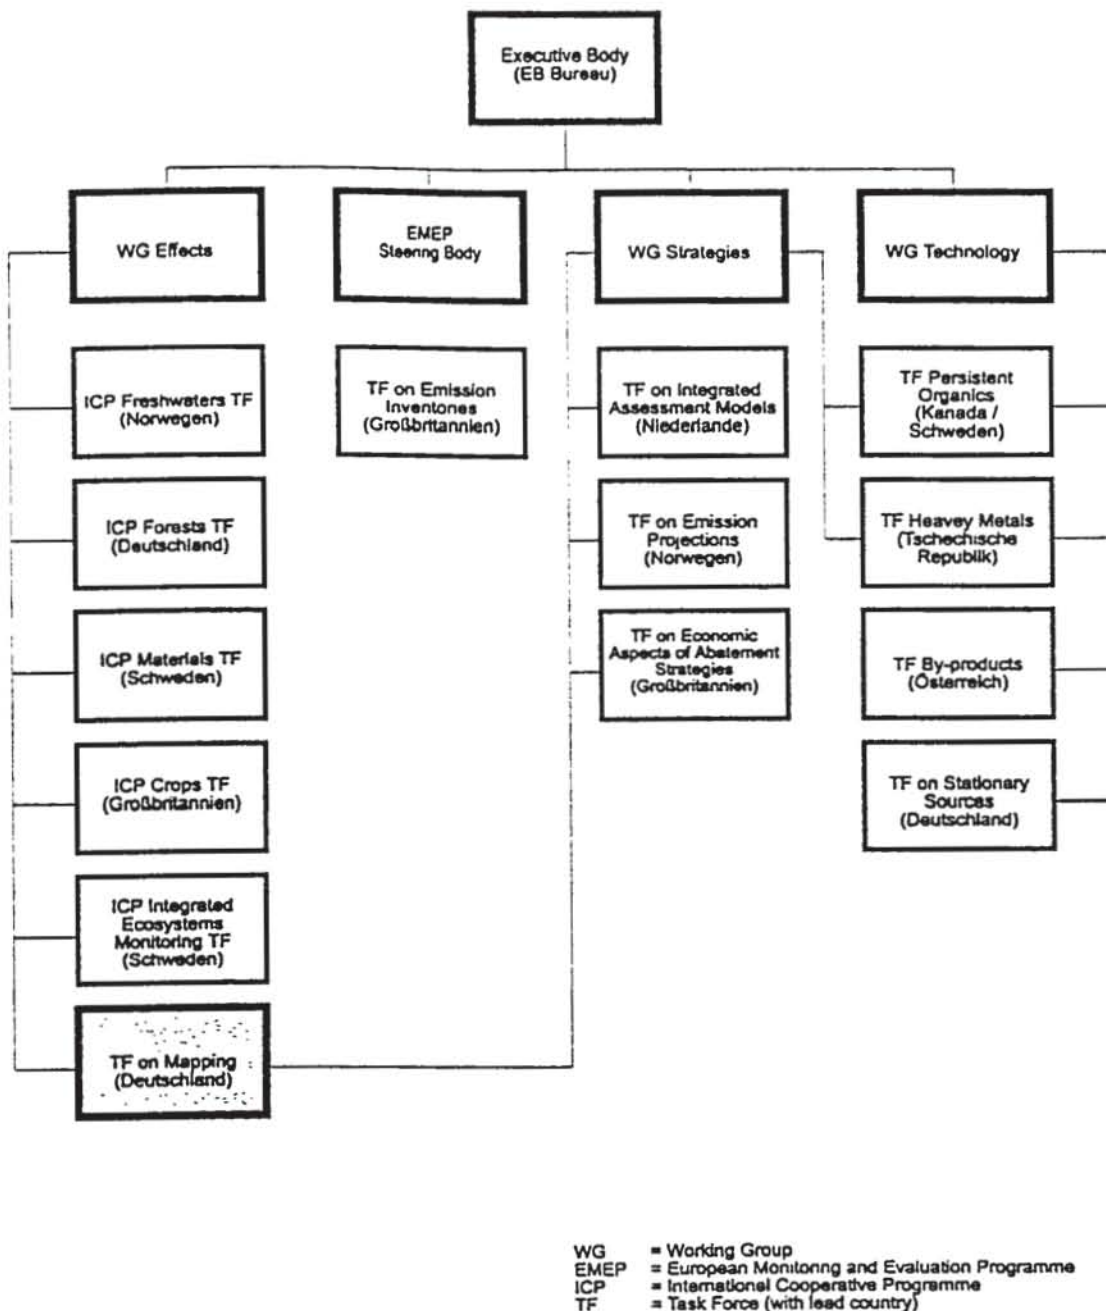 Executive Body
(EB Bureau)
WG Effects
EMEP
Steering Body
WG Strategies
WG Technology
ICP Freshwaters TF
(Norwegen)
TF on Emission
Inventories
(Großbritannien)
TF on Integrated
Assessment Models
(Niederlande)
TF Persistent
Organics
(Kanada /
Schweden)
ICP Forests TF
(Deutschland)
TF on Emission
Projections
(Norwegen)
TF Heavey Metals
(Tschechische
Republik)
ICP Materials TF
(Schweden)
TF on Economic
Aspects of Abatement
Strategies
(Großbritannien)
TF By-products
(Österreich)
ICP Crops TF
(Großbritannien)
TF on Stationary
Sources
(Deutschland)
ICP Integrated
Ecosystems
Monitoring TF
(Schweden)
TF on Mapping
(Deutschland)
WG = Working Group
EMEP = European Monitoring and Evaluation Programme
ICP = International Cooperative Programme
TF = Task Force (with lead country)